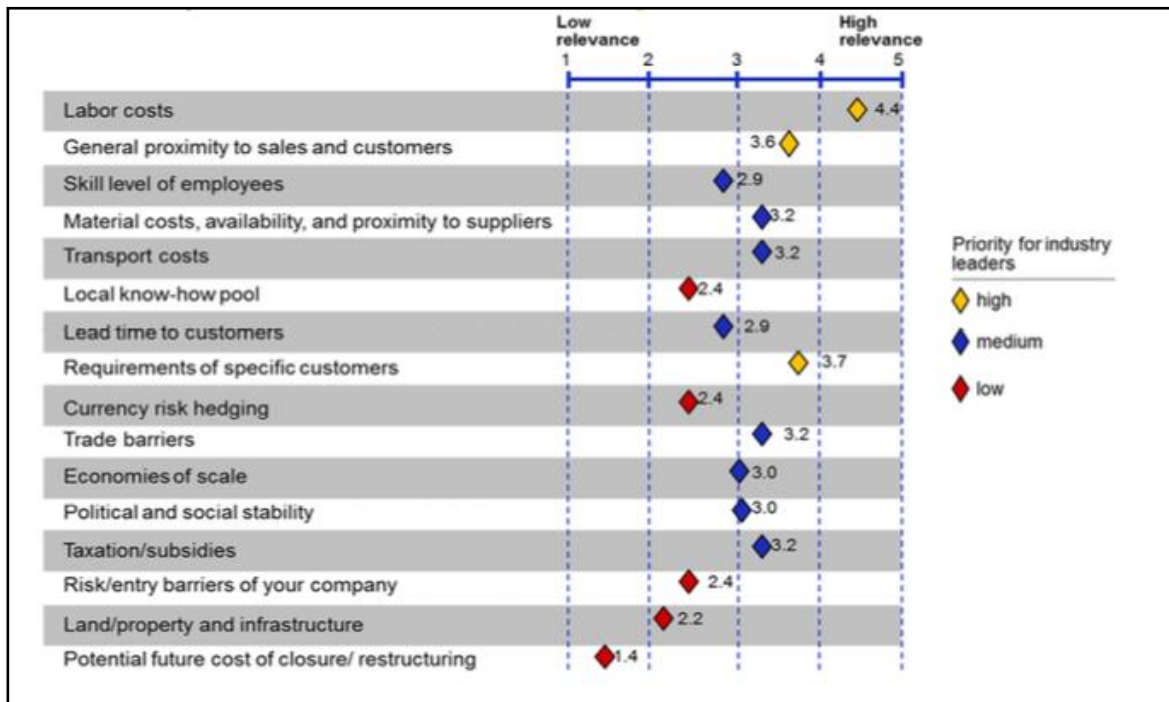 Low High
relevance relevance
1 2 3 4 5
Labor costs 4.4
General proximity to sales and customers 3.6
Skill level of employees 2.9
Material costs, availability, and proximity to suppliers 3.2
Transport costs 3.2
Local know-how pool 2.4
Lead time to customers 2.9
Requirements of specific customers 3.7
Currency risk hedging 2.4
Trade barriers 3.2
Economies of scale 3.0
Political and social stability 3.0
Taxation/subsidies 3.2
Risk/entry barriers of your company 2.4
Land/property and infrastructure 2.2
Potential future cost of closure/ restructuring 1.4
Priority for industry
leaders
high
medium
low